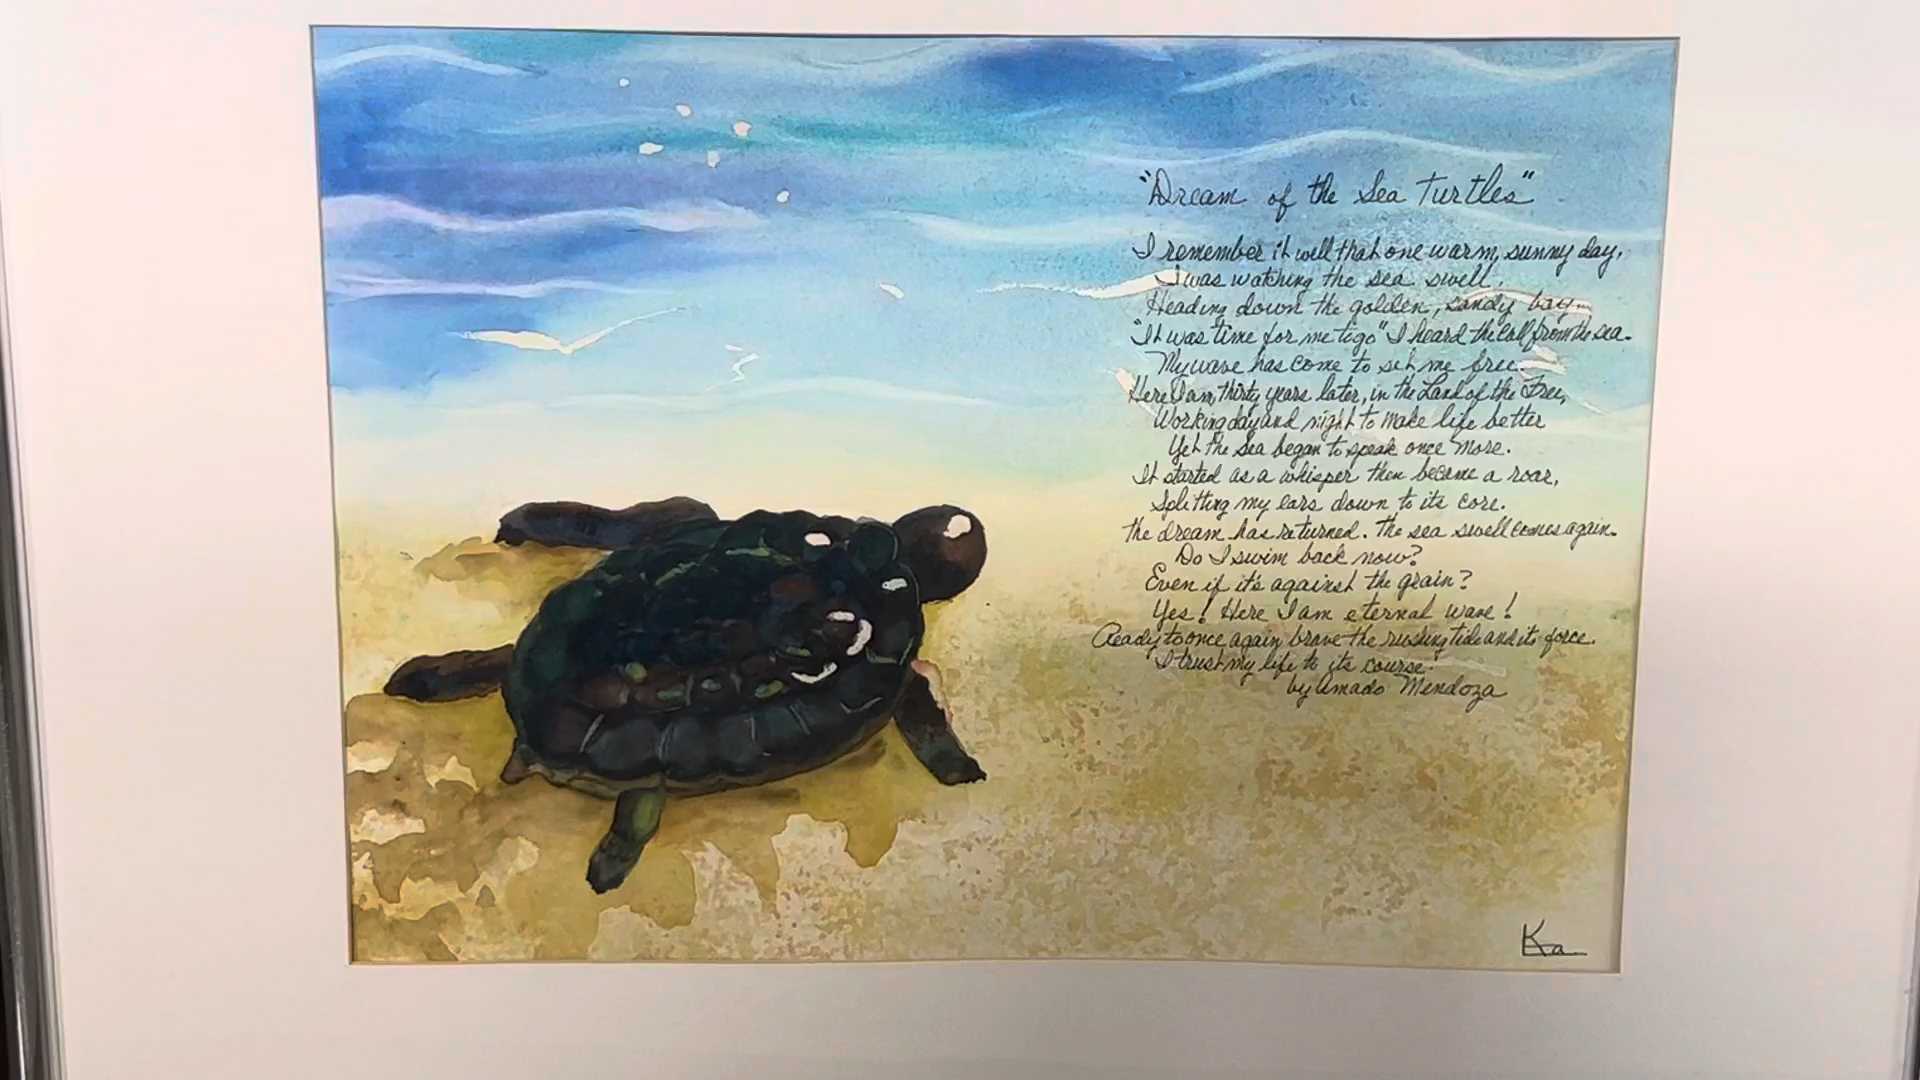 "Dream of the Sea Turtles"
I remember it well that one warm, sunny day,
I was watching the sea swell,
Heading down the golden, sandy bay...
"It was time for me to go" I heard the call from the sea.
My wave has come to set me free.
Here I am, thirty years later, in the Land of the Free,
Working day and night to make life better
Yet the Sea began to speak once more.
It started as a whisper then became a roar,
Splitting my ears down to its core.
the dream has returned. The sea swell comes again.
Do I swim back now?
Even if it's against the grain?
Yes! Here I am eternal wave!
Ready to once again brave the rushing tide and its force.
"I trust my life to its course."
by Amado Mendoza
Ka